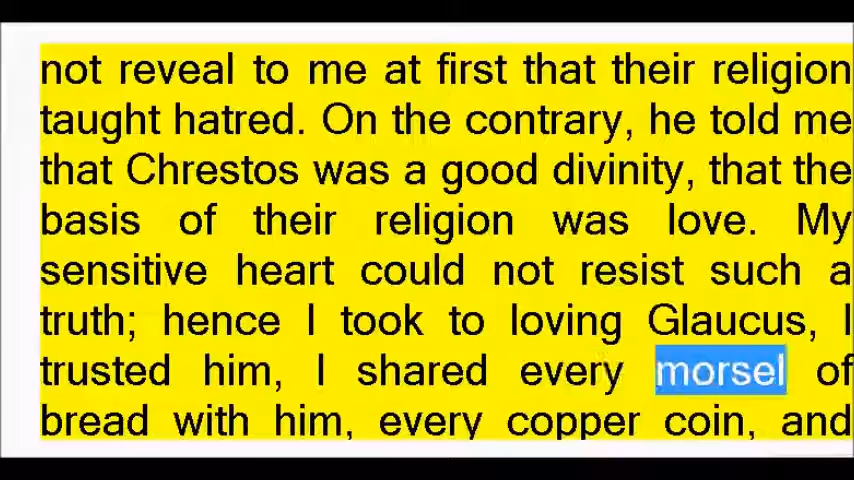 not reveal to me at first that their religion
taught hatred. On the contrary, he told me
that Chrestos was a good divinity, that the
basis of their religion was love. My
sensitive heart could not resist such a
truth; hence I took to loving Glaucus, I
trusted him, I shared every morsel of
bread with him, every copper coin, and